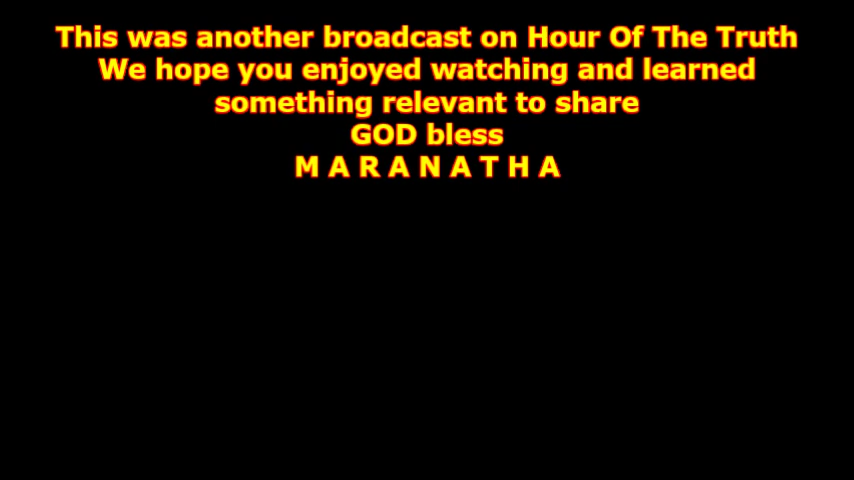 This was another broadcast on Hour Of The Truth
We hope you enjoyed watching and learned
something relevant to share
GOD bless
M A R A N A T H A